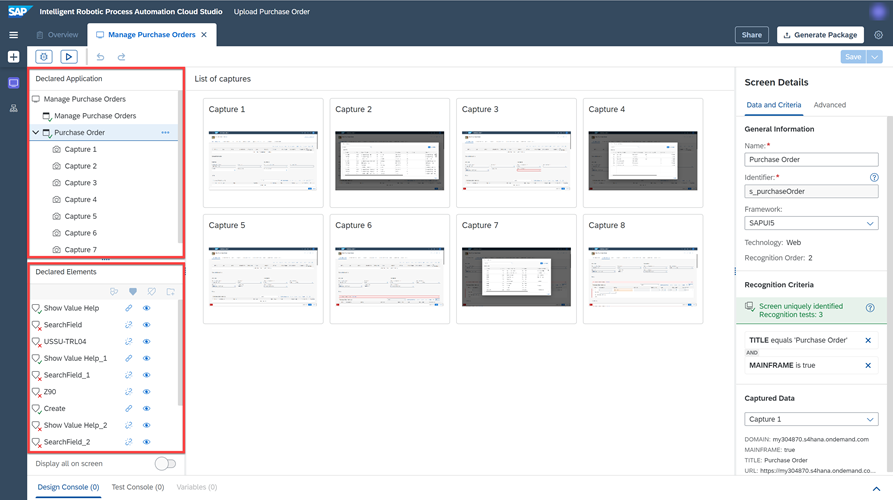 SAP Intelligent Robotic Process Automation Cloud Studio Upload Purchase Order
Overview Manage Purchase Orders Share Generate Package
Save
Declared Application
Manage Purchase Orders
Manage Purchase Orders
Purchase Order
Capture 1
Capture 2
Capture 3
Capture 4
Capture 5
Capture 6
Capture 7
Declared Elements
Show Value Help
SearchField
USSU-TRL04
Show Value Help_1
SearchField_1
Z90
Create
Show Value Help_2
SearchField_2
Display all on screen
List of captures
Capture 1 Capture 2 Capture 3 Capture 4
Capture 5 Capture 6 Capture 7 Capture 8
Screen Details
Data and Criteria Advanced
General Information
Name:*
Purchase Order
Identifier:*
s_purchaseOrder
Framework:
SAPUI5
Technology: Web
Recognition Order: 2
Recognition Criteria
Screen uniquely identified
Recognition tests: 3
TITLE equals 'Purchase Order'
AND
MAINFRAME is true
Captured Data
Capture 1
DOMAIN: my304870.s4hana.ondemand.com
MAINFRAME: true
TITLE: Purchase Order
URL: https://my304870.s4hana.ondemand.co...
Design Console (0) Test Console (0) Variables (0)